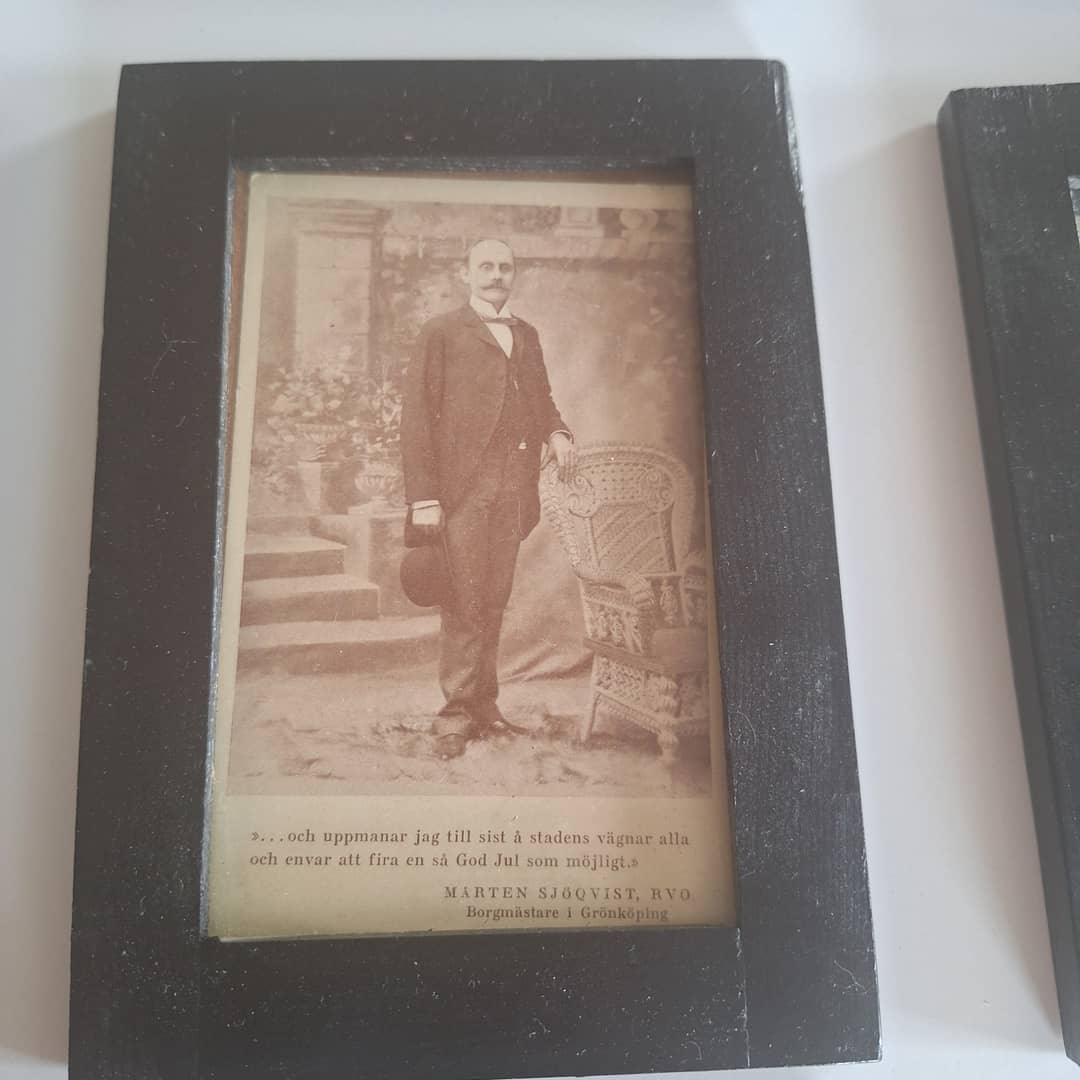 »...och uppmanar jag till sist å stadens vägnar alla
och envar att fira en så God Jul som möjligt.»
MÅRTEN SJÖQVIST, RVO
Borgmästare i Grönköping